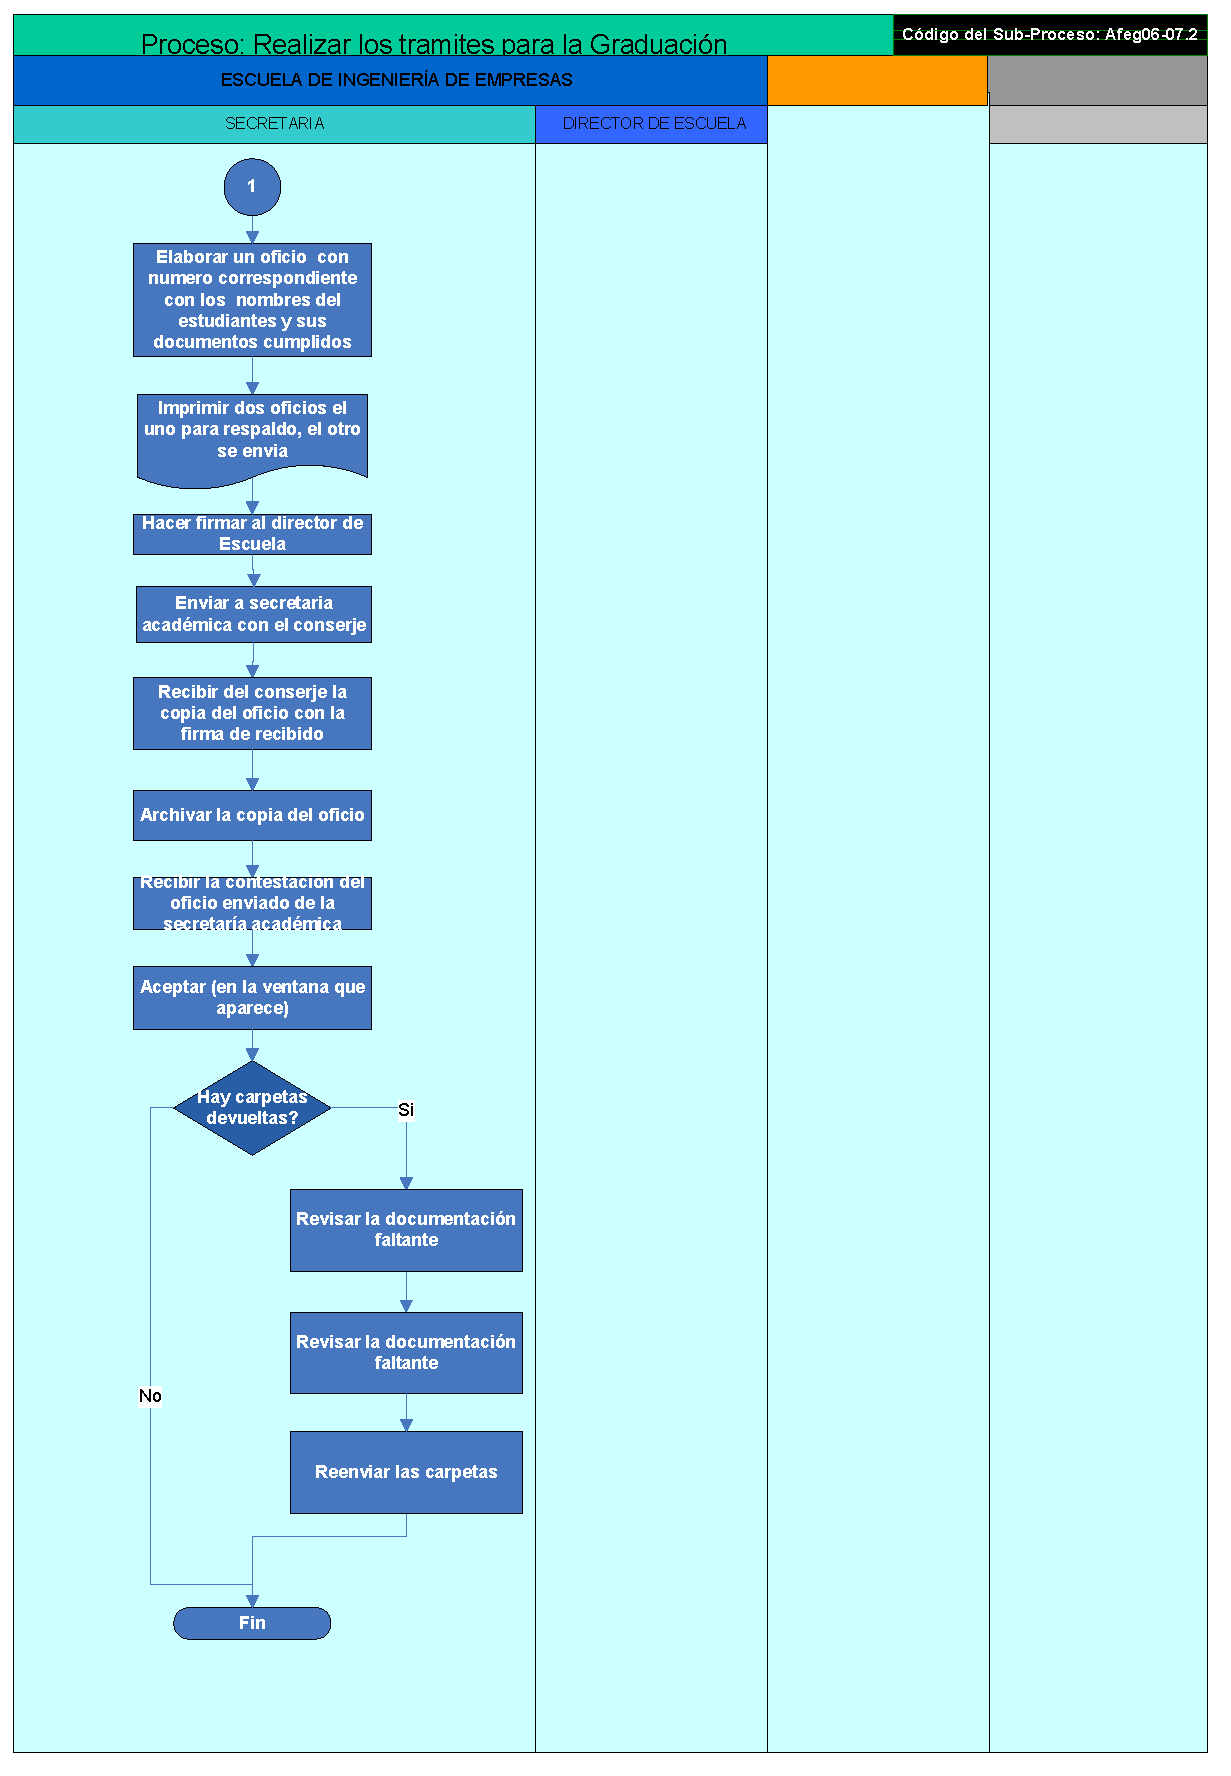 Proceso: Realizar los tramites para la Graduación
Código del Sub-Proceso: Afeg06-07.2
ESCUELA DE INGENIERÍA DE EMPRESAS
SECRETARIA
DIRECTOR DE ESCUELA
1
Elaborar un oficio  con
numero correspondiente
con los  nombres del
estudiantes y sus
documentos cumplidos
Imprimir dos oficios el
uno para respaldo, el otro
se envia
Hacer firmar al director de
Escuela
Enviar a secretaria
académica con el conserje
Recibir del conserje la
copia del oficio con la
firma de recibido
Archivar la copia del oficio
Recibir la contestación del
oficio enviado de la
secretaría académica
Aceptar (en la ventana que
aparece)
Hay carpetas
devueltas?
Si
Revisar la documentación
faltante
Revisar la documentación
faltante
No
Reenviar las carpetas
Fin